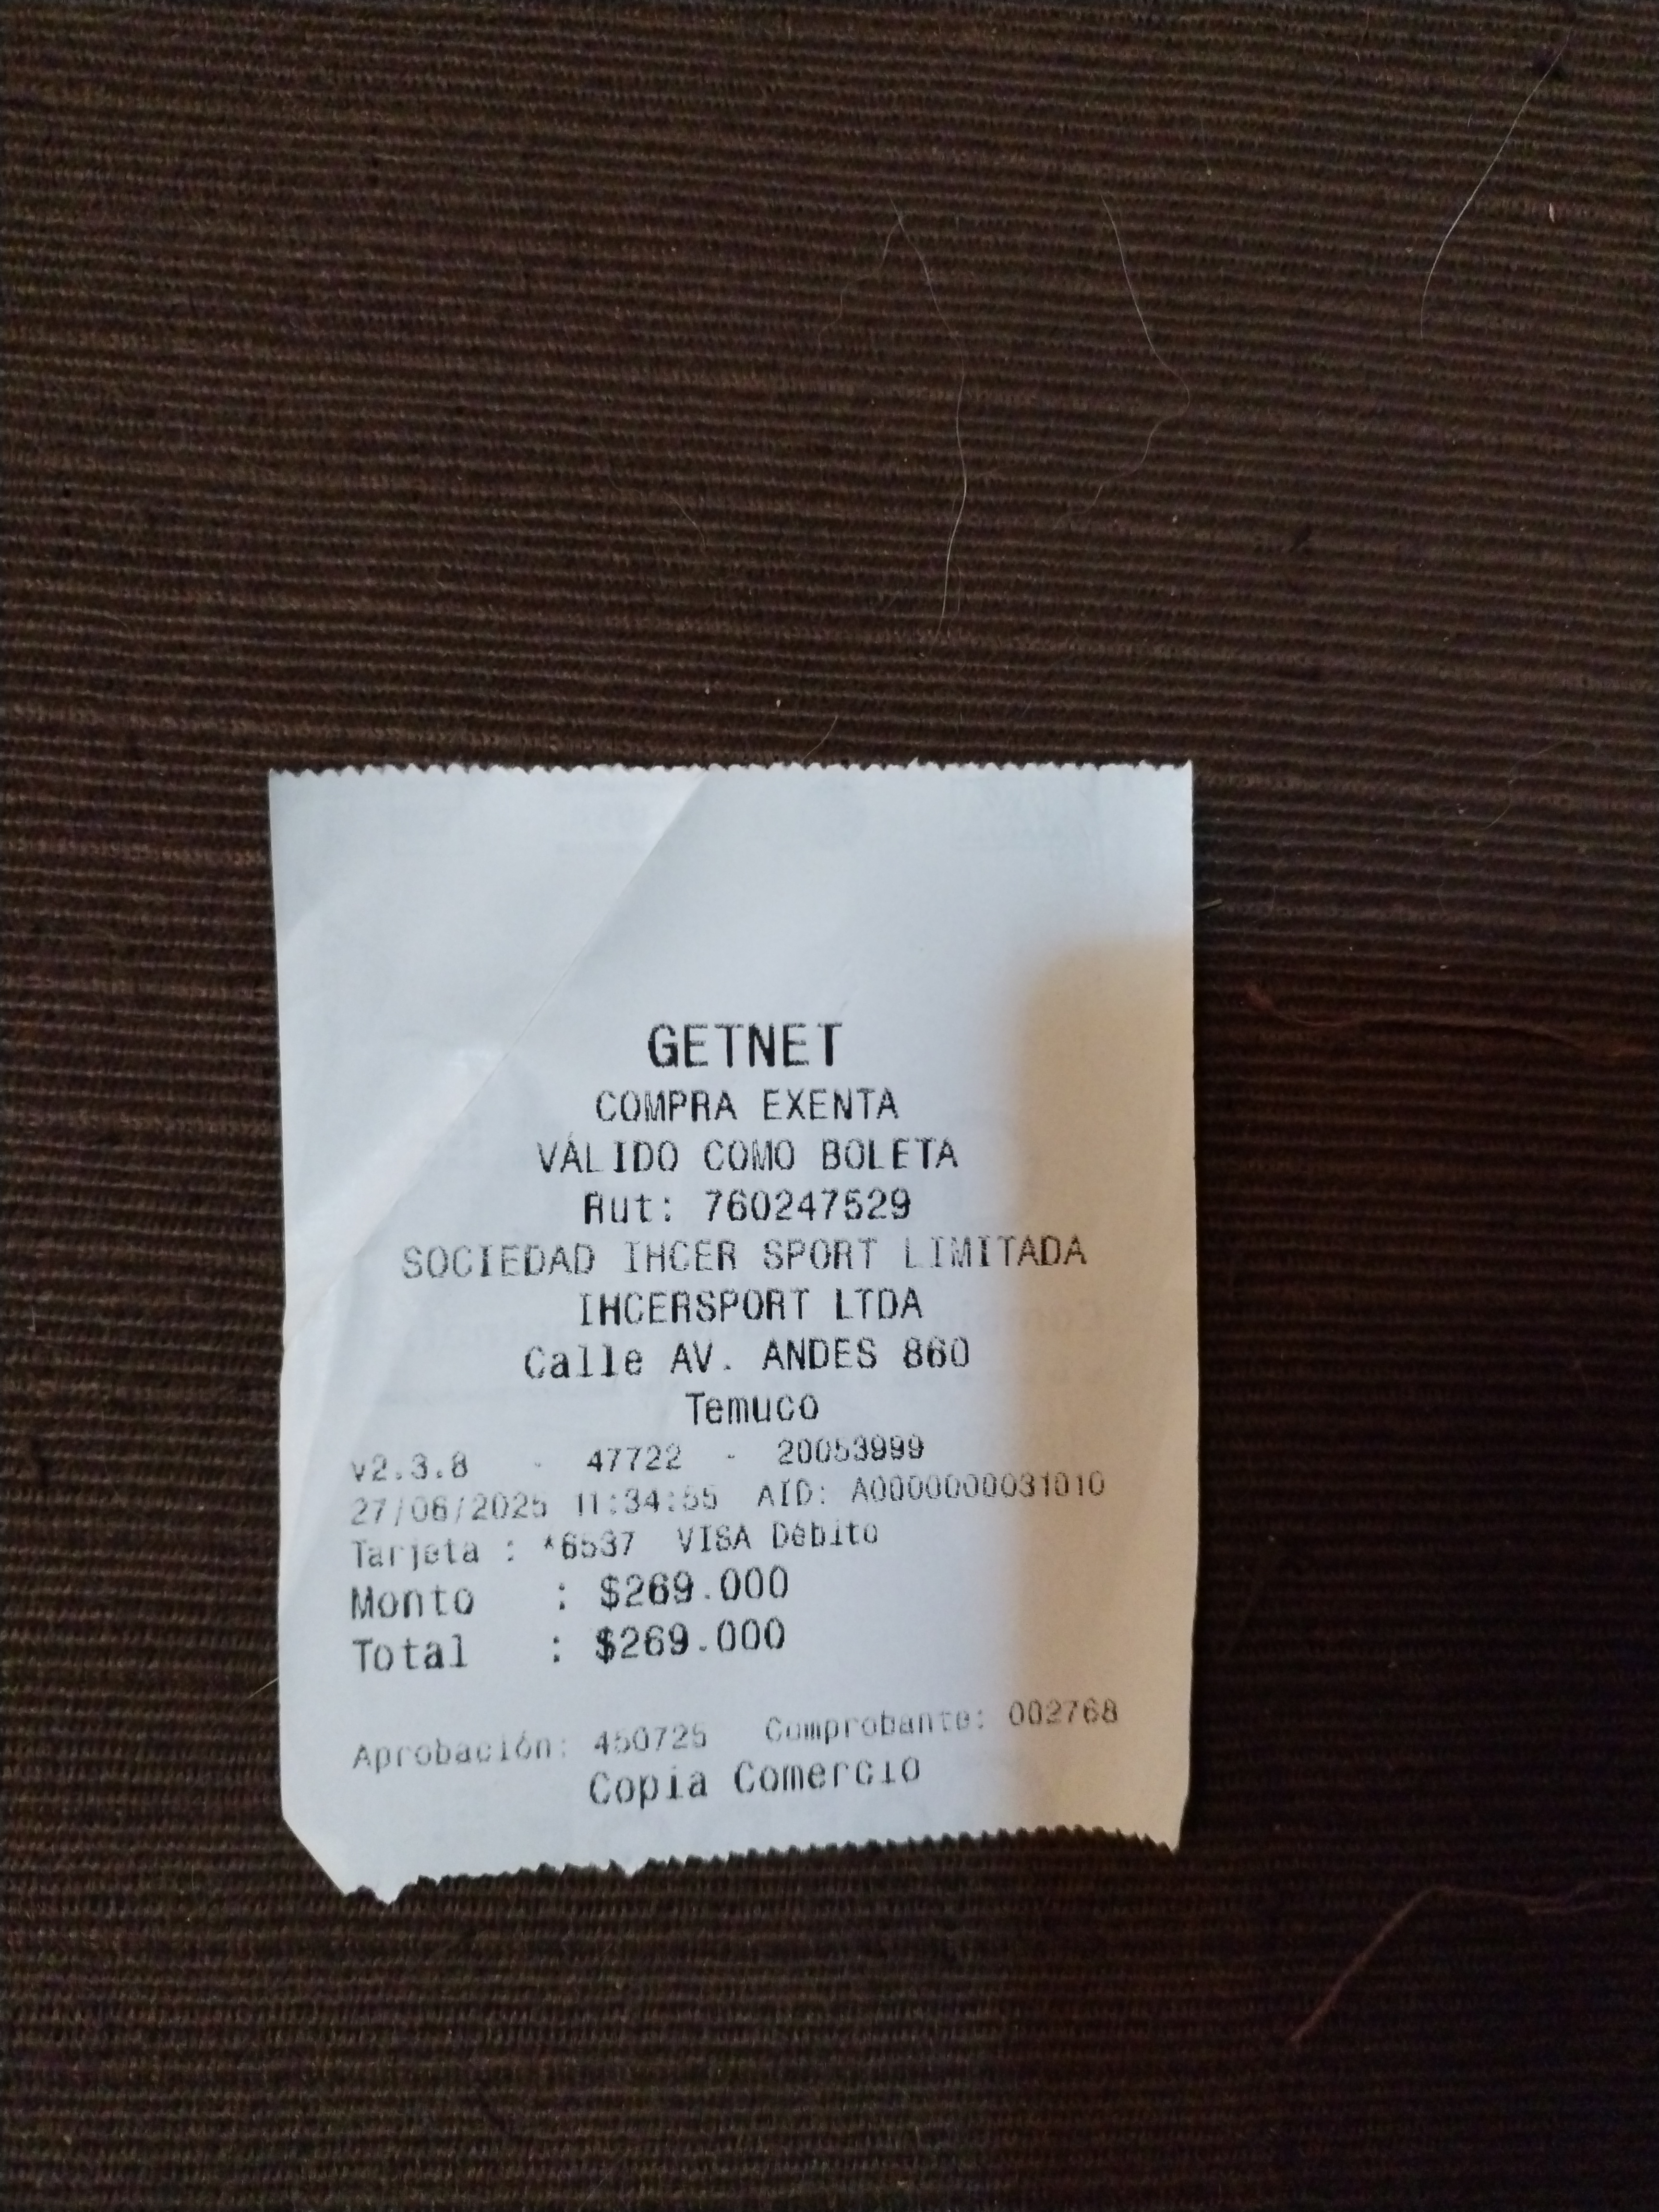 GETNET
COMPRA EXENTA
VÁLIDO COMO BOLETA
Rut: 760247529
SOCIEDAD IHCER SPORT LIMITADA
IHCERSPORT LTDA
Calle AV. ANDES 860
Temuco
v2.3.8 - 47722 - 20053999
27/06/2025 11:34:55 AID: A0000000031010
Tarjeta : *6537 VISA Débito
Monto : $269.000
Total : $269.000
Aprobación: 450725 Comprobante: 002768
Copia Comercio